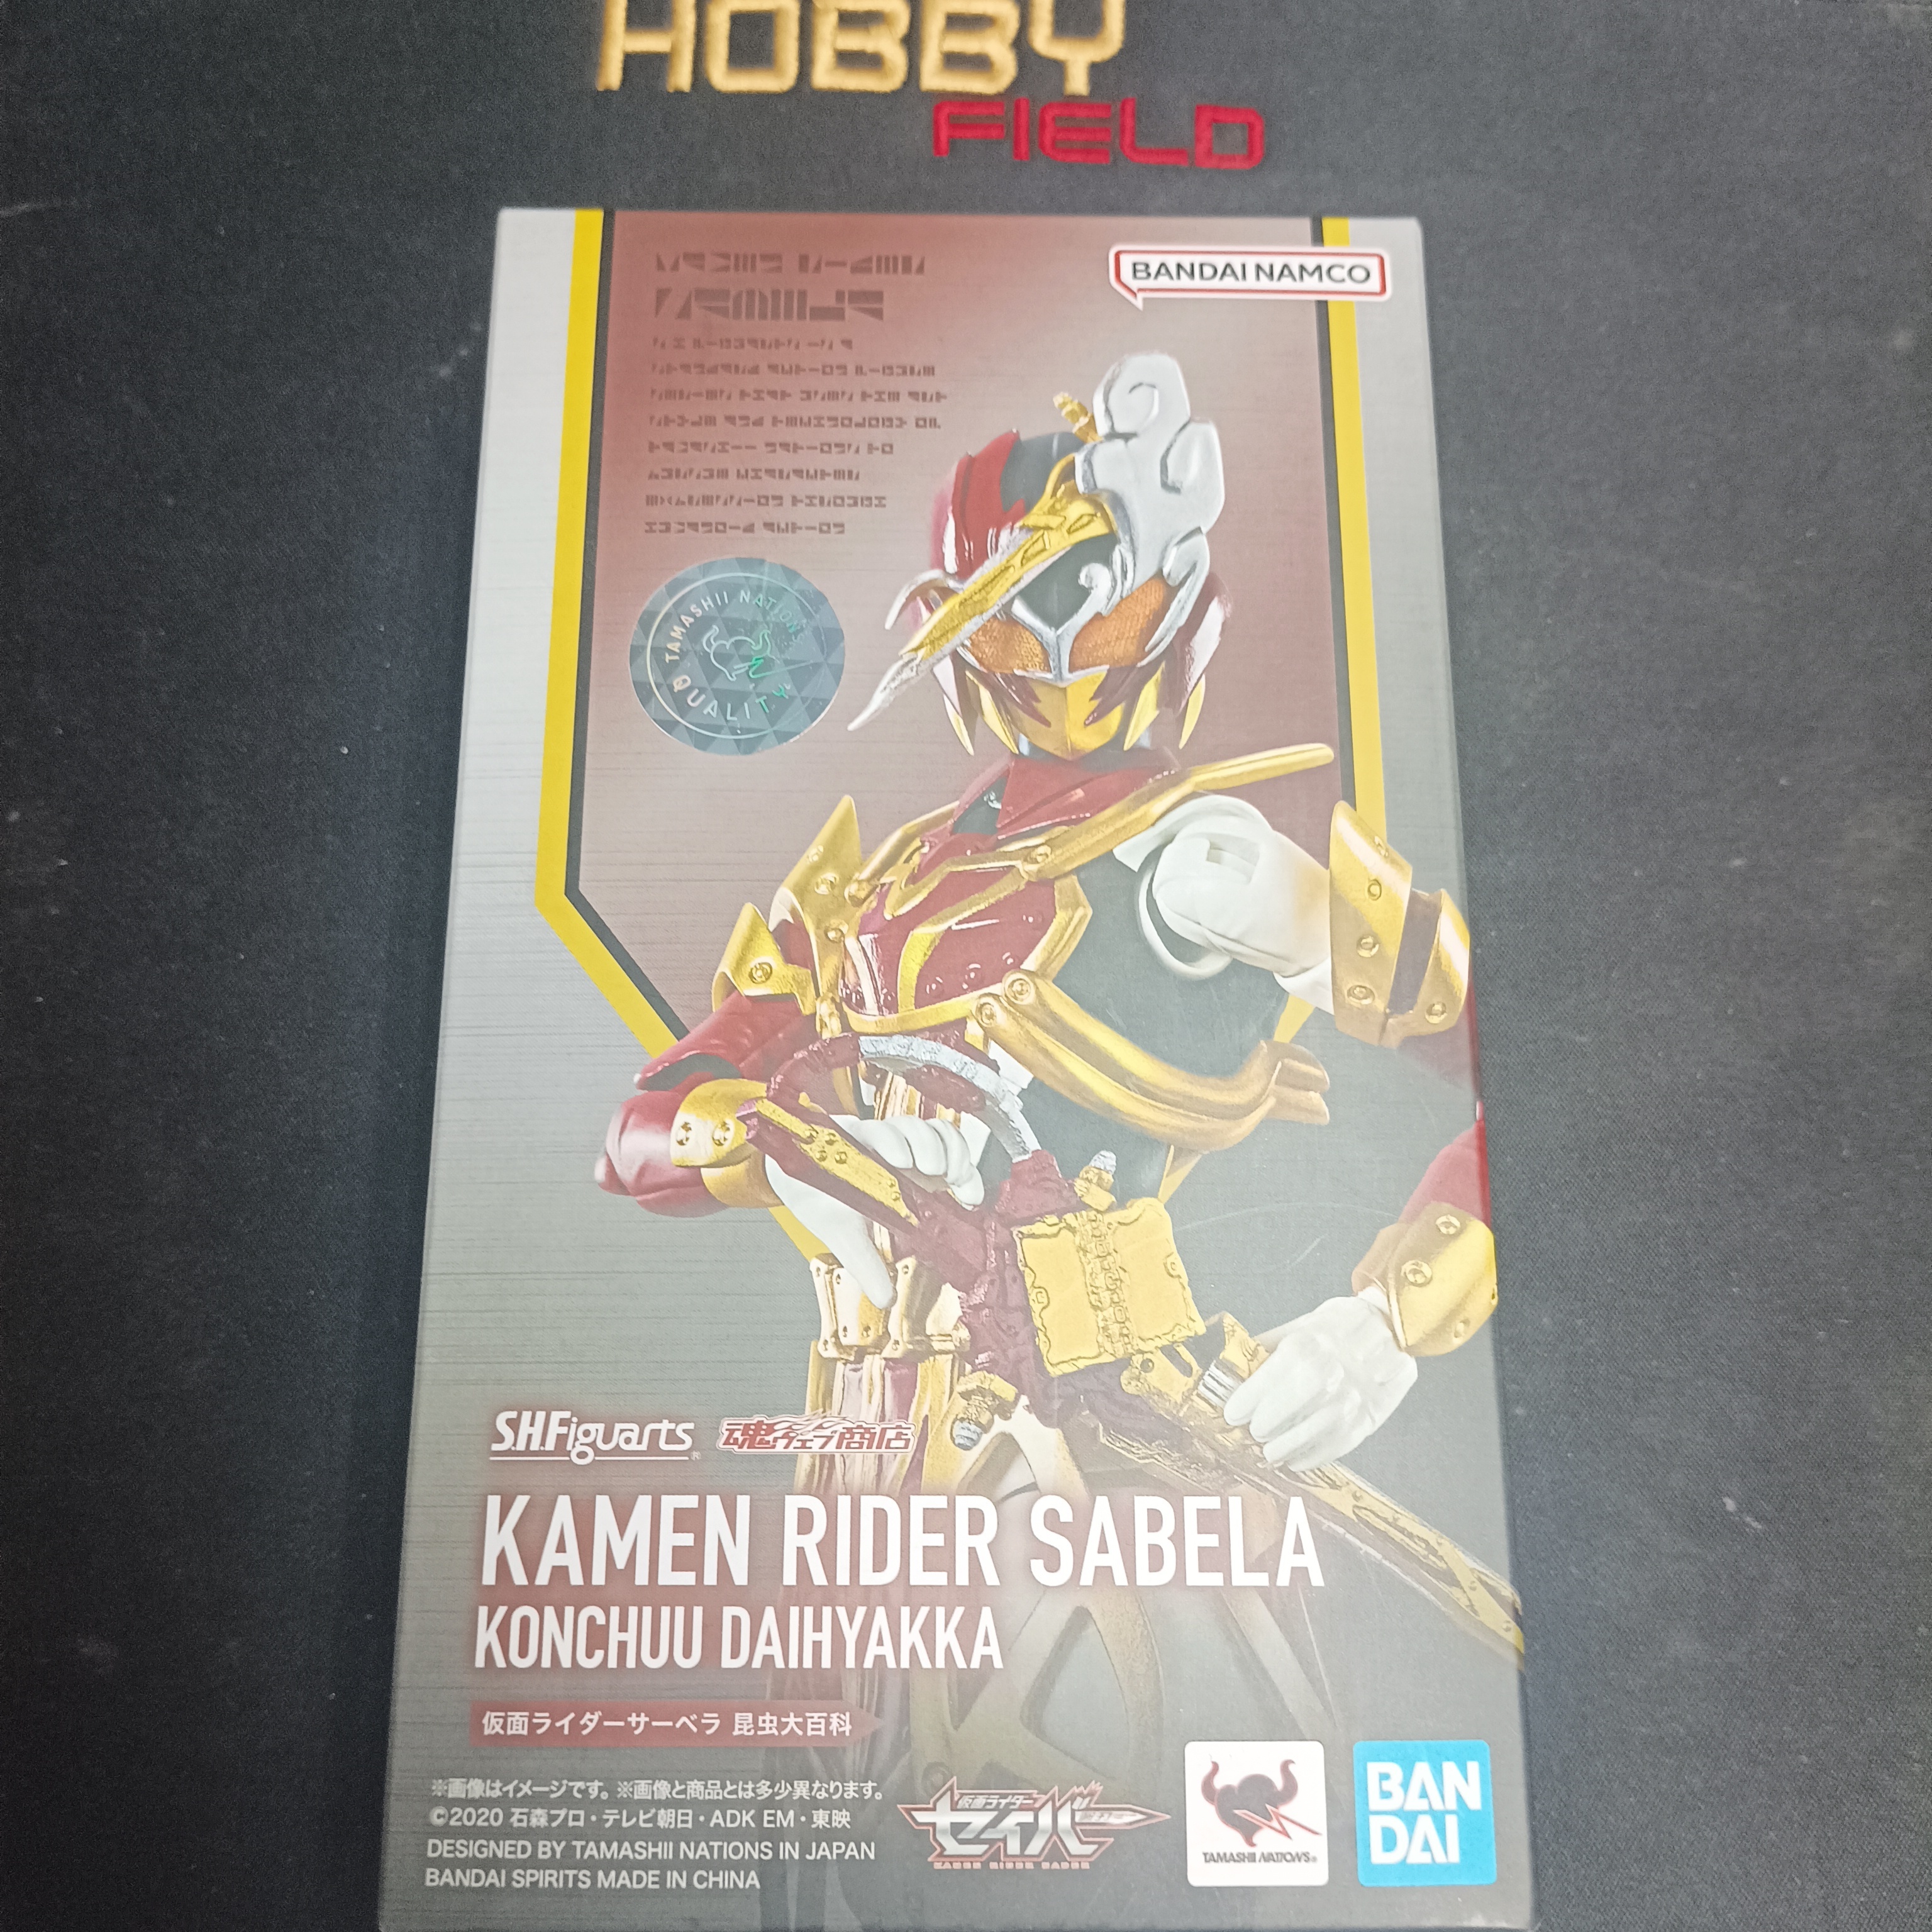 HOBBY
FIELD
BANDAI NAMCO
TAMASHII NATIONS
QUALITY
S.H.Figuarts®
魂ウェブ商店
KAMEN RIDER SABELA
KONCHUU DAIHYAKKA
仮面ライダーサーベラ 昆虫大百科
※画像はイメージです。※画像と商品とは多少異なります。
©2020 石森プロ・テレビ朝日・ADK EM・東映
DESIGNED BY TAMASHII NATIONS IN JAPAN
BANDAI SPIRITS MADE IN CHINA
仮面ライダー
セイバー
KAMEN RIDER SABER
TAMASHII NATIONS®
BAN
DAI